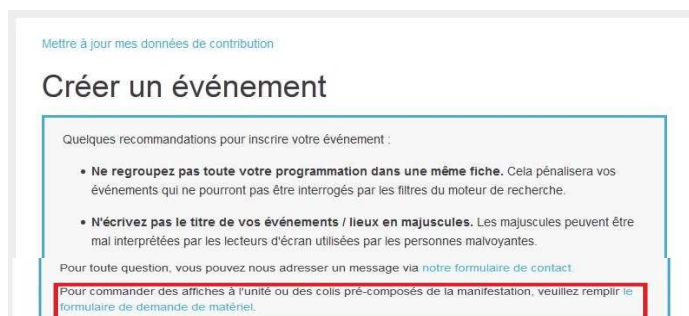 Mettre à jour mes données de contribution
Créer un événement
Quelques recommandations pour inscrire votre événement :
• Ne regroupez pas toute votre programmation dans une même fiche. Cela pénalisera vos
événements qui ne pourront pas être interrogés par les filtres du moteur de recherche.
• N'écrivez pas le titre de vos événements / lieux en majuscules. Les majuscules peuvent être
mal interprétées par les lecteurs d'écran utilisées par les personnes malvoyantes.
Pour toute question, vous pouvez nous adresser un message via notre formulaire de contact.
Pour commander des affiches à l'unité ou des colis pré-composés de la manifestation, veuillez remplir le
formulaire de demande de matériel.